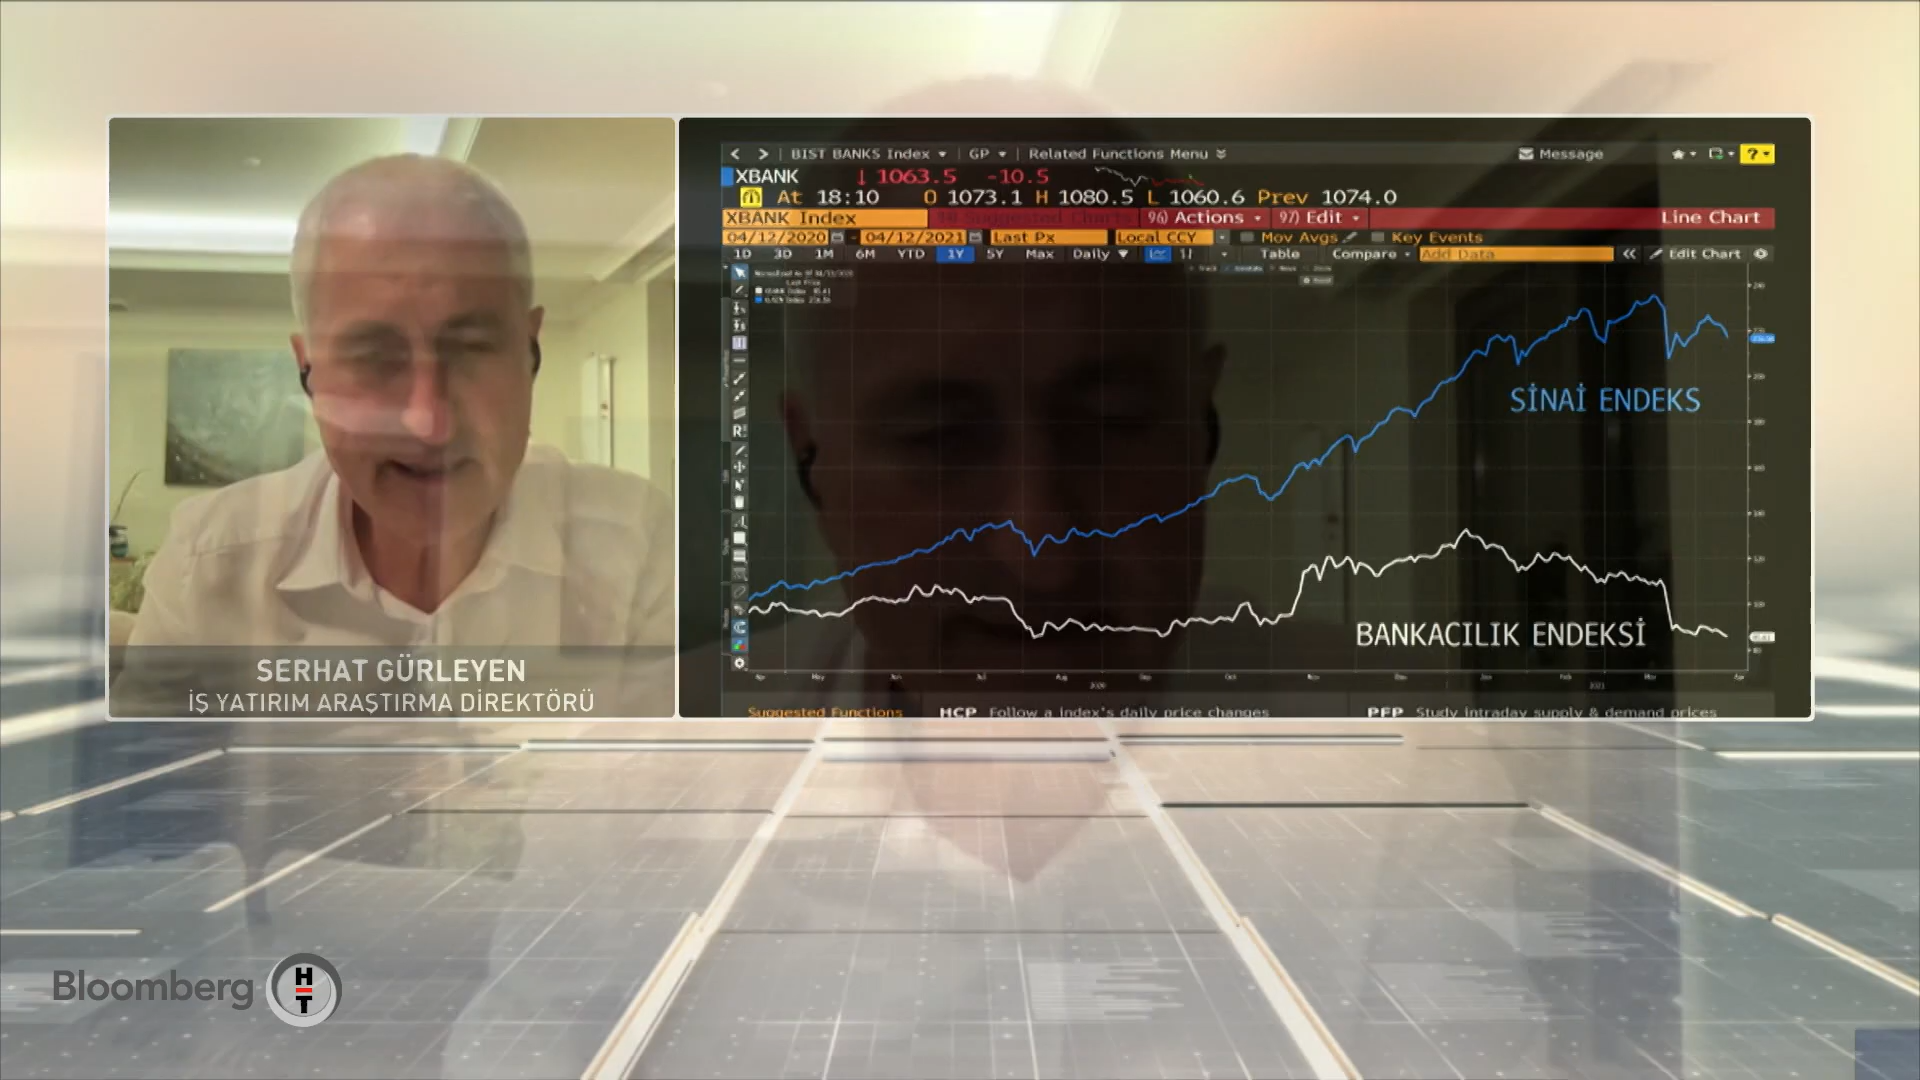 BIST BANKS Index
GP
Related Functions Menu
Message
XBANK ↓ 1063.5 -10.5
At 18:10 O 1073.1 H 1080.5 L 1060.6 Prev 1074.0
XBANK Index
96) Actions
97) Edit
Line Chart
04/12/2020 - 04/12/2021
Last Px
Local CCY
Mov Avgs
Key Events
1D 3D 1M 6M YTD 1Y 5Y Max Daily
Table
Compare
Add Data
Edit Chart
SİNAİ ENDEKS
BANKACILIK ENDEKSİ
Suggested Functions
HCP Follow a index's daily price changes
PFP Study intraday supply & demand prices
SERHAT GÜRLEYEN
İŞ YATIRIM ARAŞTIRMA DİREKTÖRÜ
Bloomberg HT